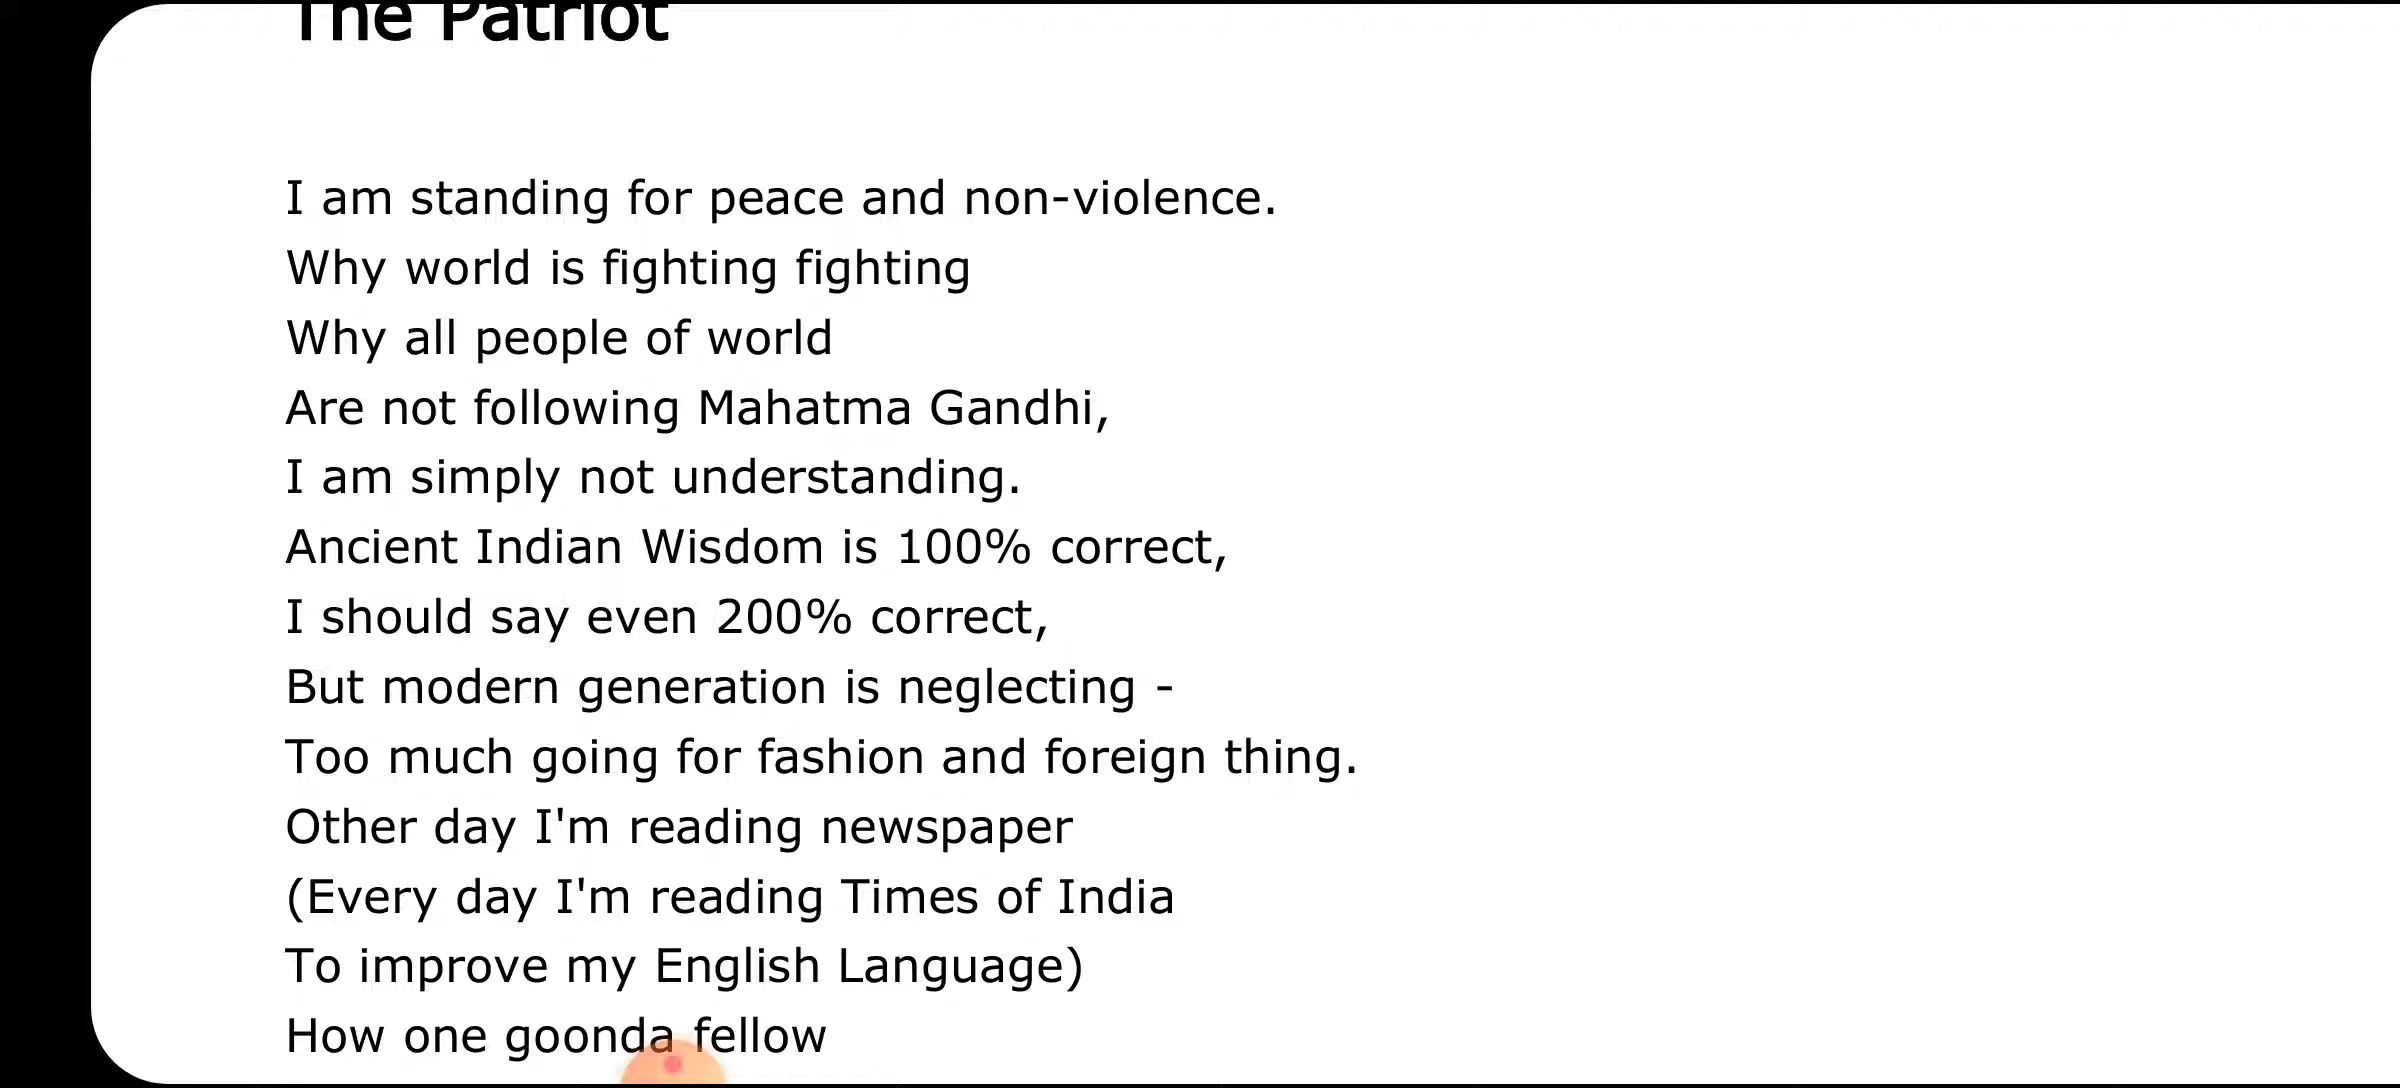 The Patriot
I am standing for peace and non-violence.
Why world is fighting fighting
Why all people of world
Are not following Mahatma Gandhi,
I am simply not understanding.
Ancient Indian Wisdom is 100% correct,
I should say even 200% correct,
But modern generation is neglecting -
Too much going for fashion and foreign thing.
Other day I'm reading newspaper
(Every day I'm reading Times of India
To improve my English Language)
How one goonda fellow